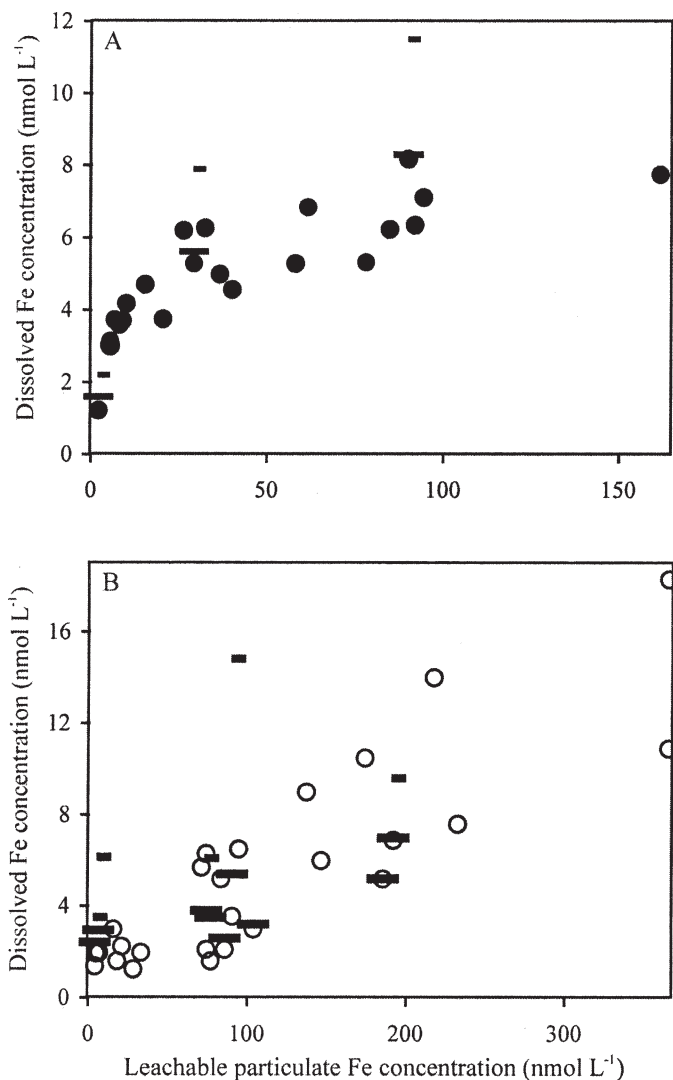 A
Dissolved Fe concentration (nmol L-1)
12
10
8
6
4
2
0
0 50 100 150
B
Dissolved Fe concentration (nmol L-1)
16
12
8
4
0
0 100 200 300
Leachable particulate Fe concentration (nmol L-1)